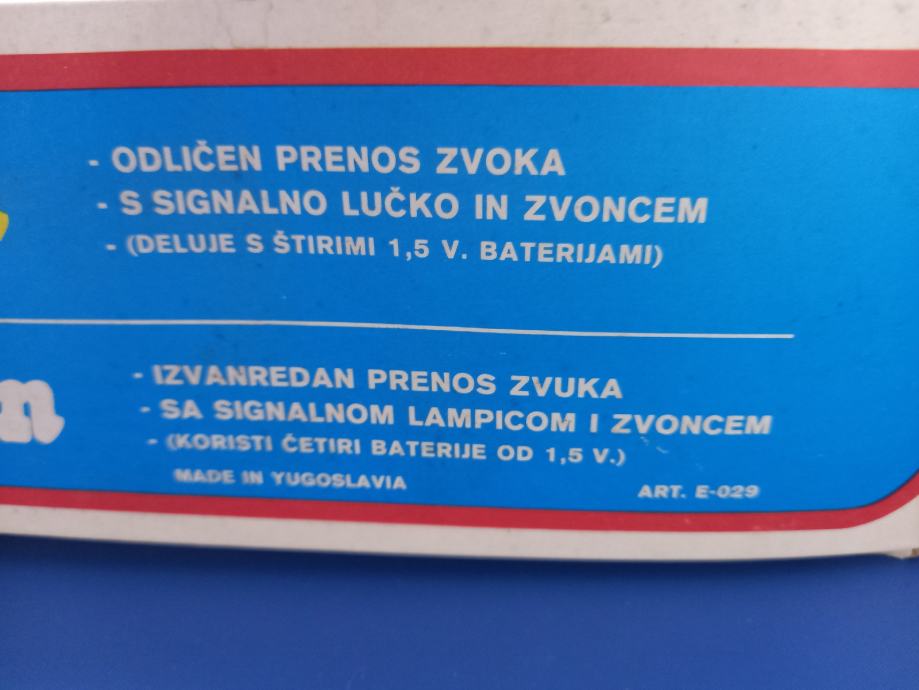 - ODLIČEN PRENOS ZVOKA
- S SIGNALNO LUČKO IN ZVONCEM
- (DELUJE S ŠTIRIMI 1,5 V. BATERIJAMI)
- IZVANREDAN PRENOS ZVUKA
- SA SIGNALNOM LAMPICOM I ZVONCEM
- (KORISTI ČETIRI BATERIJE OD 1,5 V.)
MADE IN YUGOSLAVIA
ART. E-029